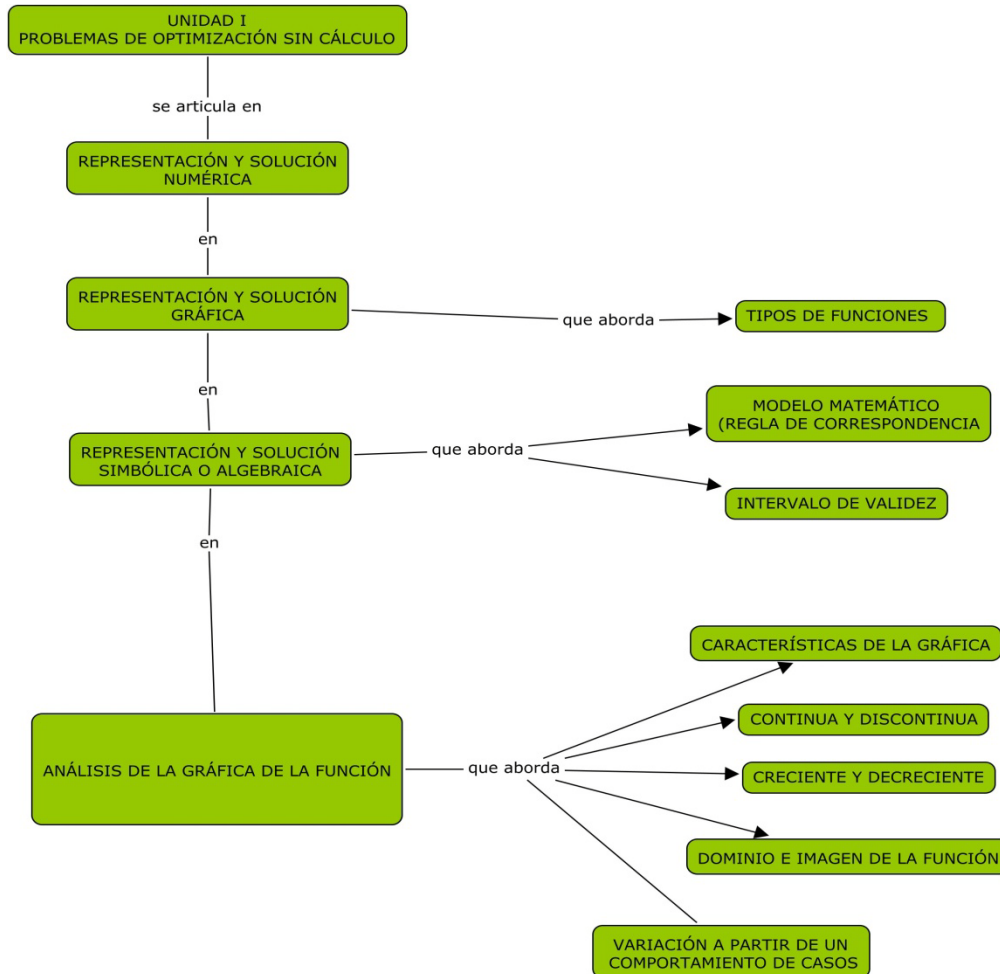 UNIDAD I
PROBLEMAS DE OPTIMIZACIÓN SIN CÁLCULO
se articula en
REPRESENTACIÓN Y SOLUCIÓN
NUMÉRICA
en
REPRESENTACIÓN Y SOLUCIÓN
GRÁFICA
que aborda
TIPOS DE FUNCIONES
en
REPRESENTACIÓN Y SOLUCIÓN
SIMBÓLICA O ALGEBRAICA
que aborda
MODELO MATEMÁTICO
(REGLA DE CORRESPONDENCIA
INTERVALO DE VALIDEZ
en
ANÁLISIS DE LA GRÁFICA DE LA FUNCIÓN
que aborda
CARACTERÍSTICAS DE LA GRÁFICA
CONTINUA Y DISCONTINUA
CRECIENTE Y DECRECIENTE
DOMINIO E IMAGEN DE LA FUNCIÓN
VARIACIÓN A PARTIR DE UN
COMPORTAMIENTO DE CASOS